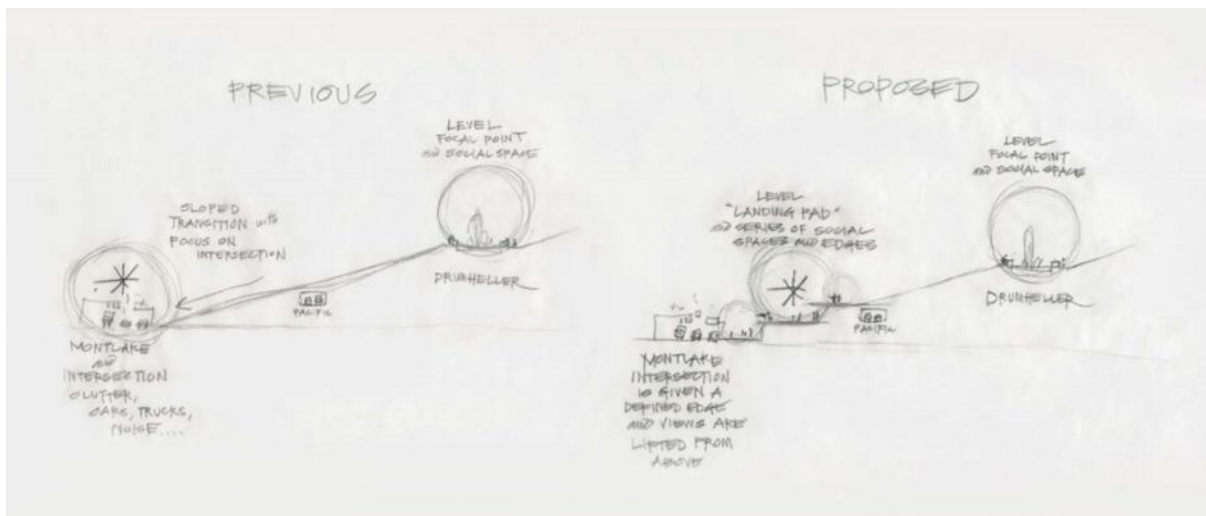 PREVIOUS
LEVEL
FOCAL POINT
AND SOCIAL SPACE
SLOPED
TRANSITION with
FOCUS ON
INTERSECTION
DRUMHELLER
PACIFIC
MONTLAKE
AND
INTERSECTION
CLUTTER,
CARS, TRUCKS,
NOISE....
PROPOSED
LEVEL
FOCAL POINT
AND SOCIAL SPACE
LEVEL
"LANDING PAD"
AND SERIES OF SOCIAL
SPACES AND EDGES
DRUMHELLER
PACIFIC
MONTLAKE
INTERSECTION
IS GIVEN A
DEFINED EDGE
AND VIEWS ARE
LIFTED FROM
ABOVE